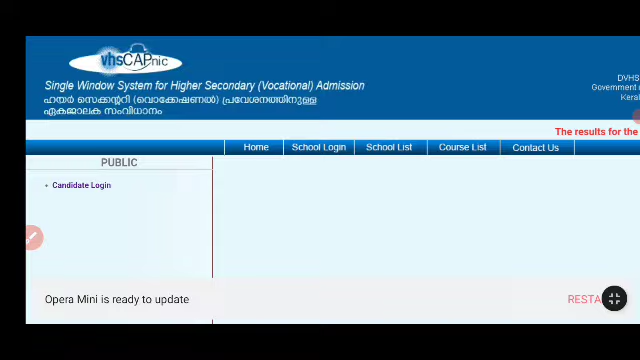 vhsCAPnic
Single Window System for Higher Secondary (Vocational) Admission
ഹയർ സെക്കന്ററി (വൊക്കേഷണൽ) പ്രവേശനത്തിനുള്ള
ഏകജാലക സംവിധാനം
DVHS
Government
Keral
The results for the
Home School Login School List Course List Contact Us
PUBLIC
Candidate Login
Opera Mini is ready to update
RESTA